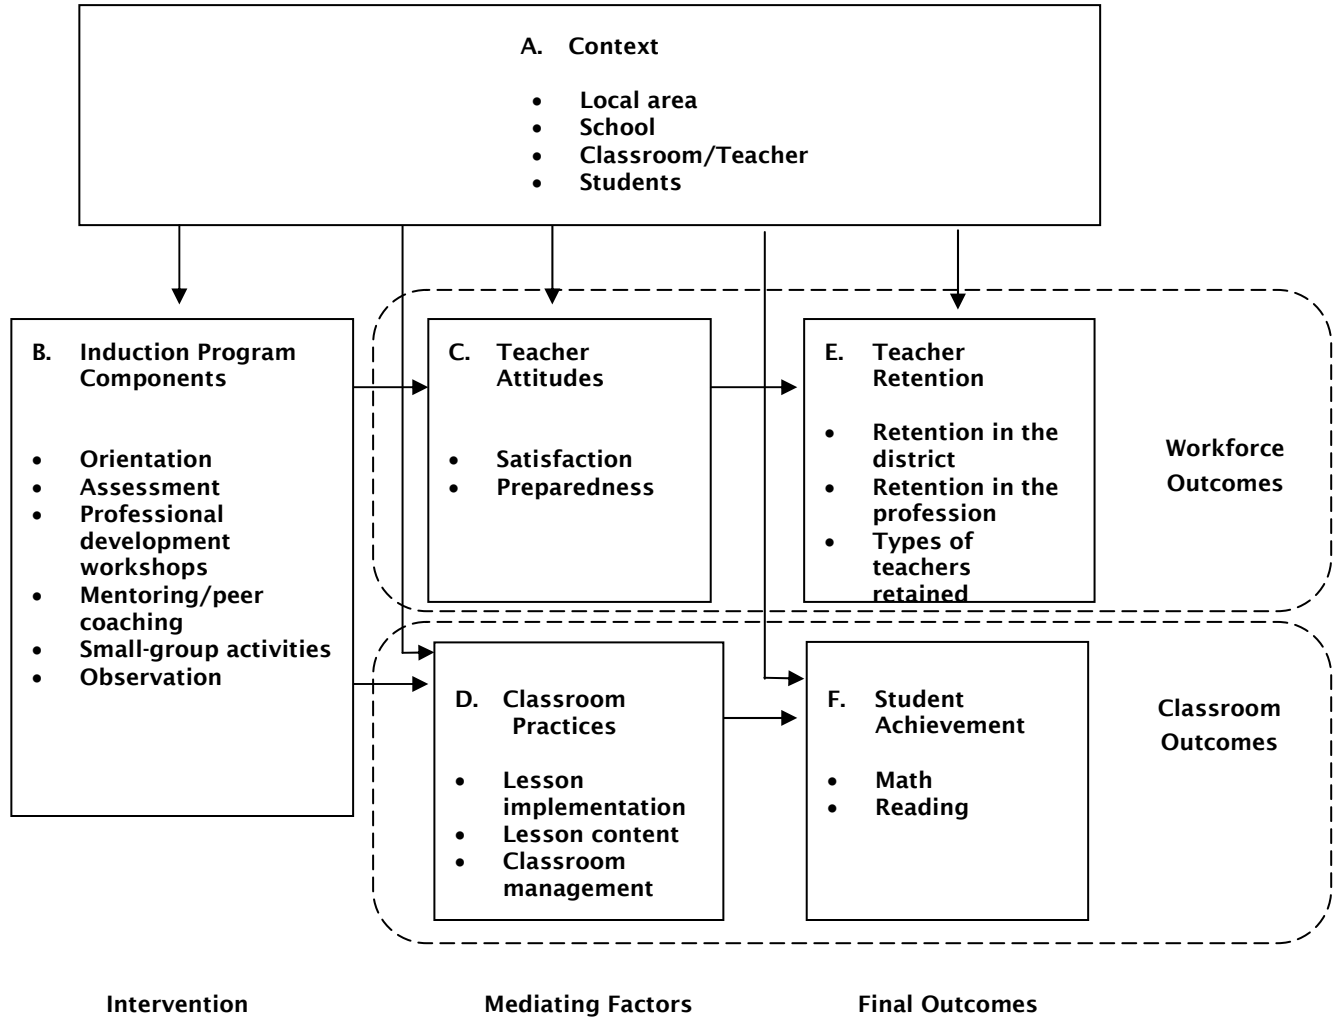 A. Context
• Local area
• School
• Classroom/Teacher
• Students
B. Induction Program
Components
• Orientation
• Assessment
• Professional
development
workshops
• Mentoring/peer
coaching
• Small-group activities
• Observation
C. Teacher
Attitudes
• Satisfaction
• Preparedness
E. Teacher
Retention
• Retention in the
district
• Retention in the
profession
• Types of
teachers
retained
Workforce
Outcomes
D. Classroom
Practices
• Lesson
implementation
• Lesson content
• Classroom
management
F. Student
Achievement
• Math
• Reading
Classroom
Outcomes
Intervention
Mediating Factors
Final Outcomes